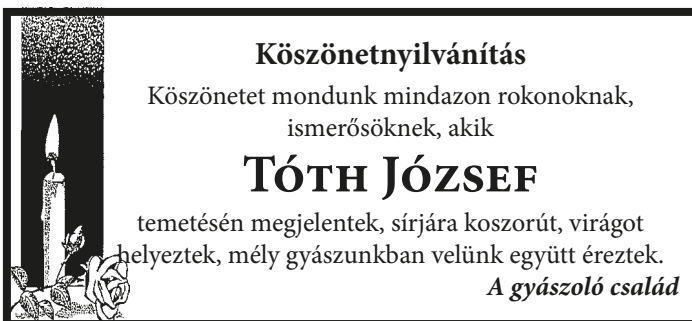 Köszönetnyilvánítás
Köszönetet mondunk mindazon rokonoknak,
ismerősöknek, akik
Tóth József
temetésén megjelentek, sírjára koszorút, virágot
helyeztek, mély gyászunkban velünk együtt éreztek.
A gyászoló család